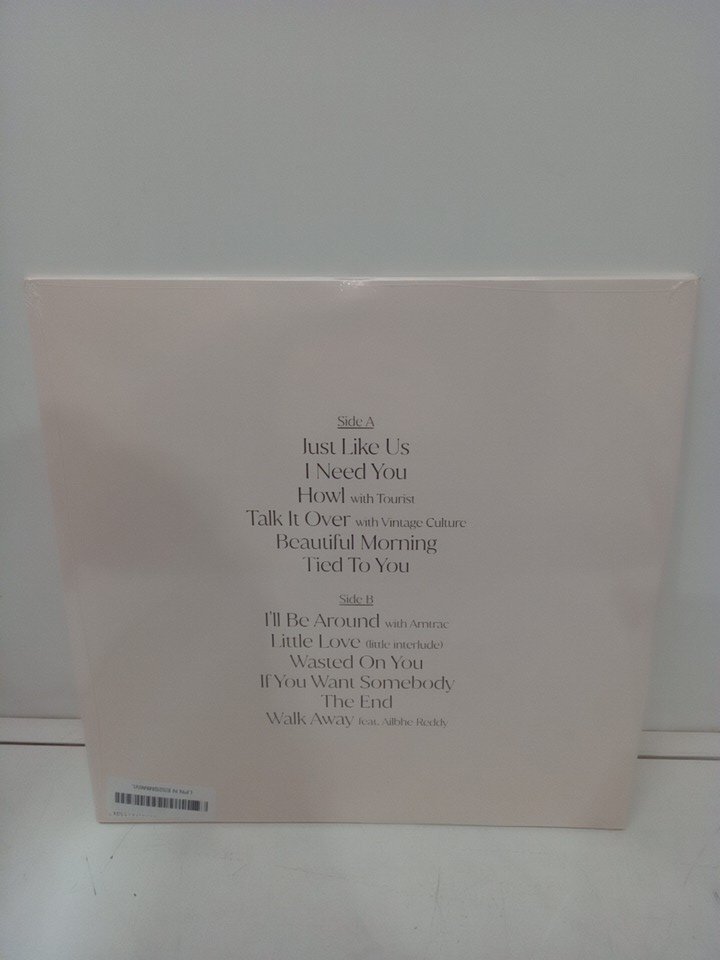 Side A
Just Like Us
I Need You
Howl with Tourist
Talk It Over with Vintage Culture
Beautiful Morning
Tied To You
Side B
I'll Be Around with Amtrac
Little Love (little interlude)
Wasted On You
If You Want Somebody
The End
Walk Away feat. Ailbhe Reddy